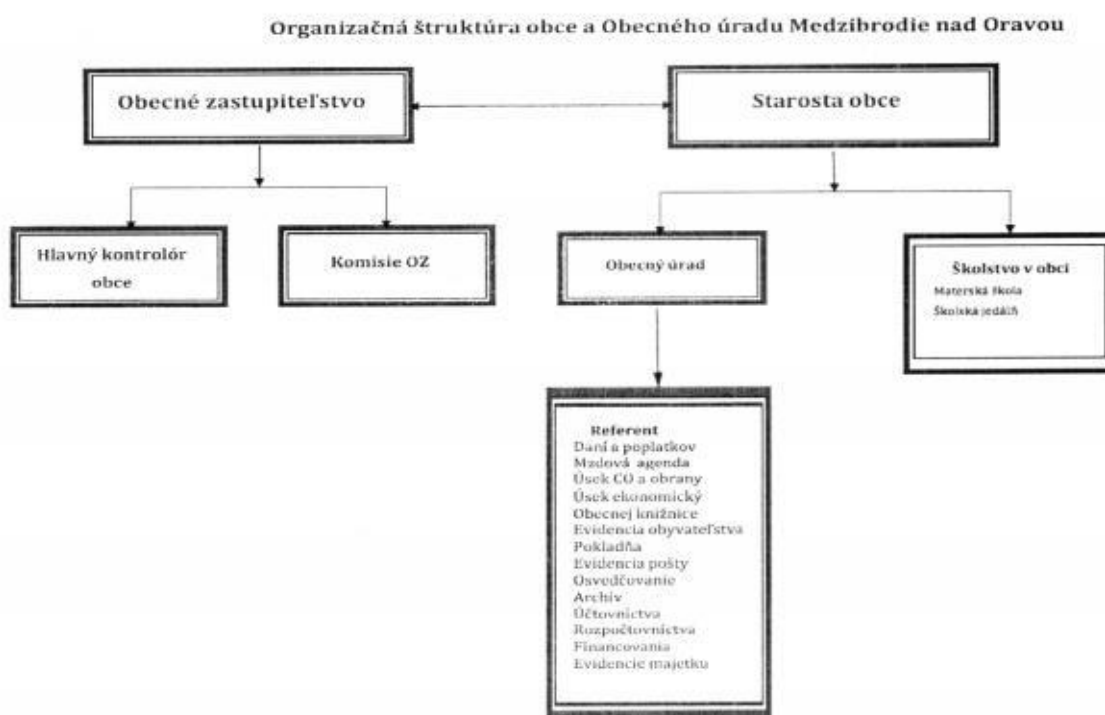 Organizačná štruktúra obce a Obecného úradu Medzibrodie nad Oravou
Obecné zastupiteľstvo
Starosta obce
Hlavný kontrolór
obce
Komisie OZ
Obecný úrad
Školstvo v obci
Materská škola
Školská jedáľň
Referent
Daní a poplatkov
Mzdová agenda
Úsek CO a obrany
Úsek ekonomický
Obecnej knižnice
Evidencia obyvateľstva
Pokladňa
Evidencia pošty
Osvedčovanie
Archív
Účtovníctva
Rozpočtovníctva
Financovania
Evidencie majetku